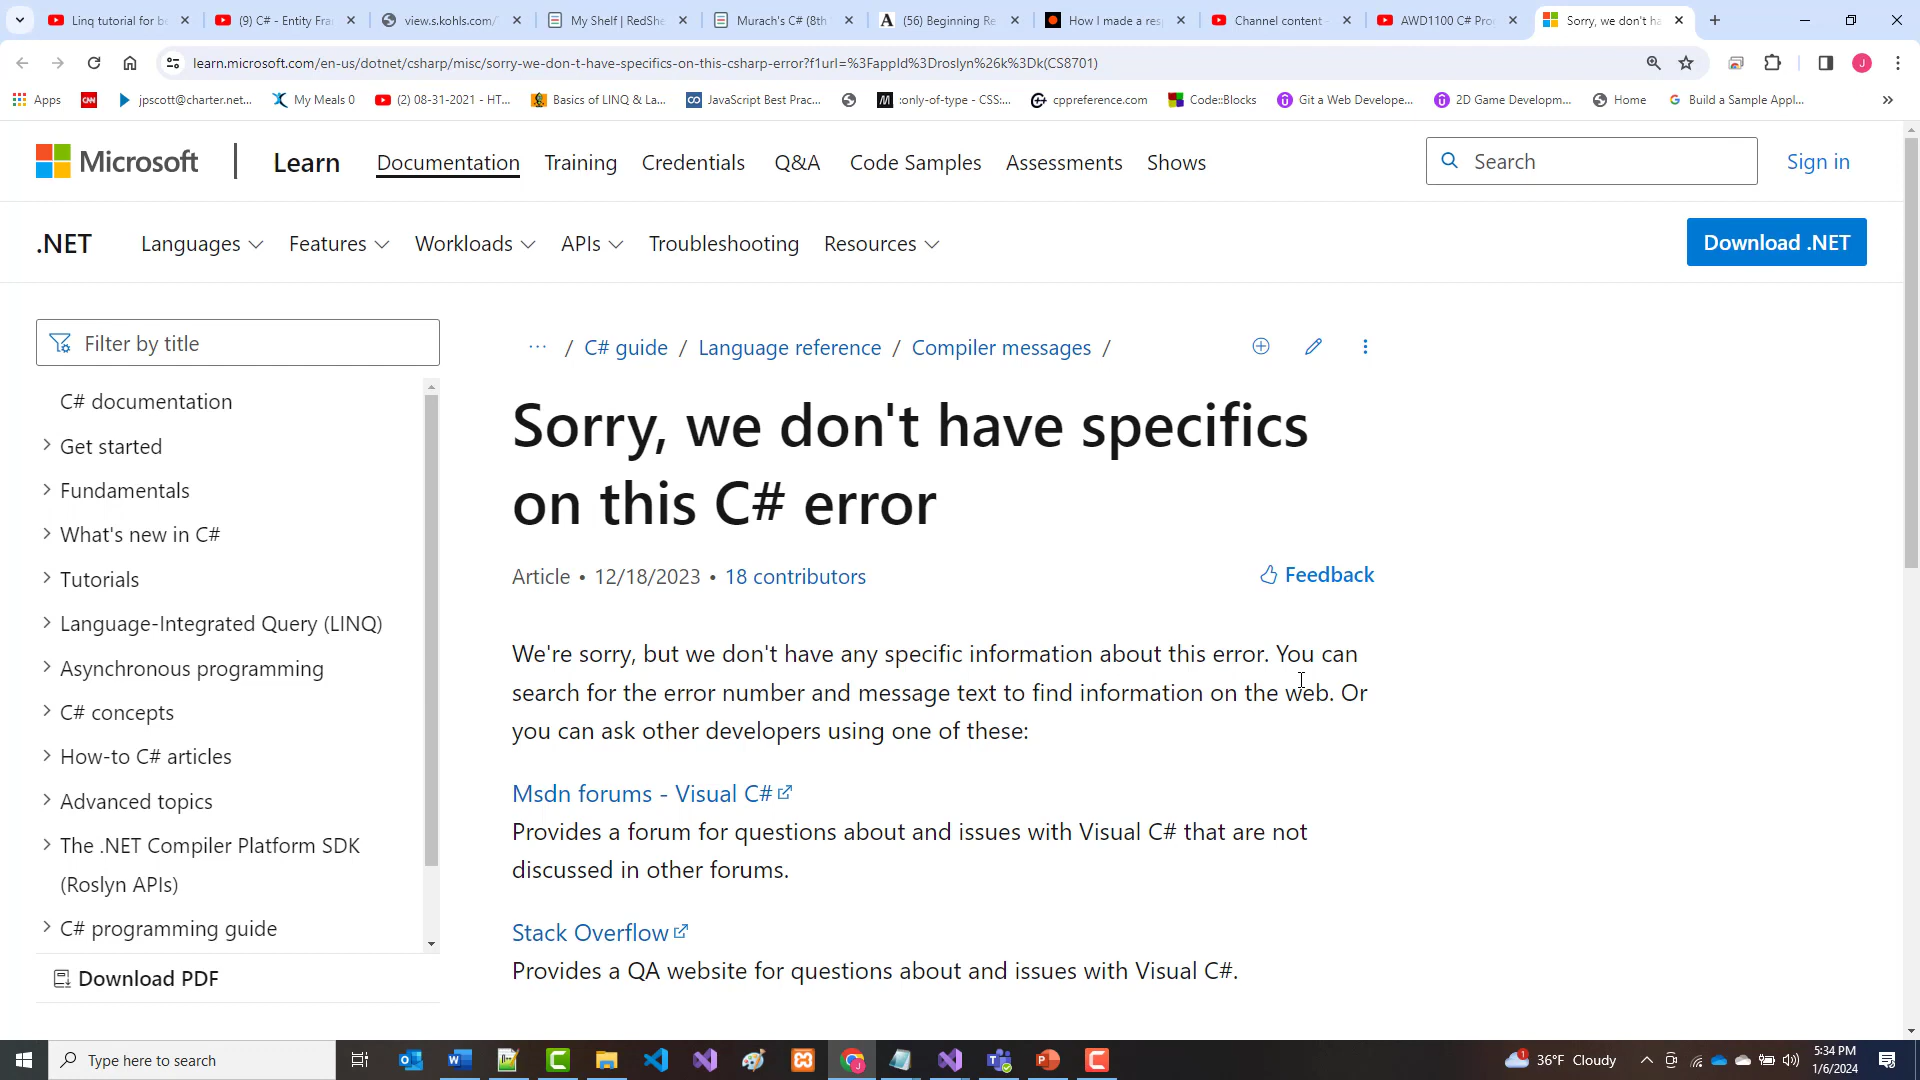 Linq tutorial for be
(9) C# - Entity Fra
view.s.kohls.com/
My Shelf | RedShe
Murach's C# (8th
(56) Beginning Re
How I made a res
Channel content
AWD1100 C# Pro
Sorry, we don't ha
learn.microsoft.com/en-us/dotnet/csharp/misc/sorry-we-don-t-have-specifics-on-this-csharp-error?f1url=%3FappId%3Droslyn%26k%3Dk(CS8701)
J
Apps
CNN
jpscott@charter.net...
My Meals 0
(2) 08-31-2021 - HT...
Basics of LINQ & La...
JavaScript Best Prac...
:only-of-type - CSS:...
cppreference.com
Code::Blocks
Git a Web Develope...
2D Game Developm...
Home
Build a Sample Appl...
Microsoft
Learn
Documentation
Training
Credentials
Q&A
Code Samples
Assessments
Shows
Search
Sign in
.NET
Languages
Features
Workloads
APIs
Troubleshooting
Resources
Download .NET
Filter by title
C# documentation
Get started
Fundamentals
What's new in C#
Tutorials
Language-Integrated Query (LINQ)
Asynchronous programming
C# concepts
How-to C# articles
Advanced topics
The .NET Compiler Platform SDK
(Roslyn APIs)
C# programming guide
Download PDF
··· / C# guide / Language reference / Compiler messages /
Sorry, we don't have specifics
on this C# error
Article • 12/18/2023 • 18 contributors
Feedback
We're sorry, but we don't have any specific information about this error. You can
search for the error number and message text to find information on the web. Or
you can ask other developers using one of these:
Msdn forums - Visual C#
Provides a forum for questions about and issues with Visual C# that are not
discussed in other forums.
Stack Overflow
Provides a QA website for questions about and issues with Visual C#.
Type here to search
1
36°F Cloudy
5:34 PM
1/6/2024